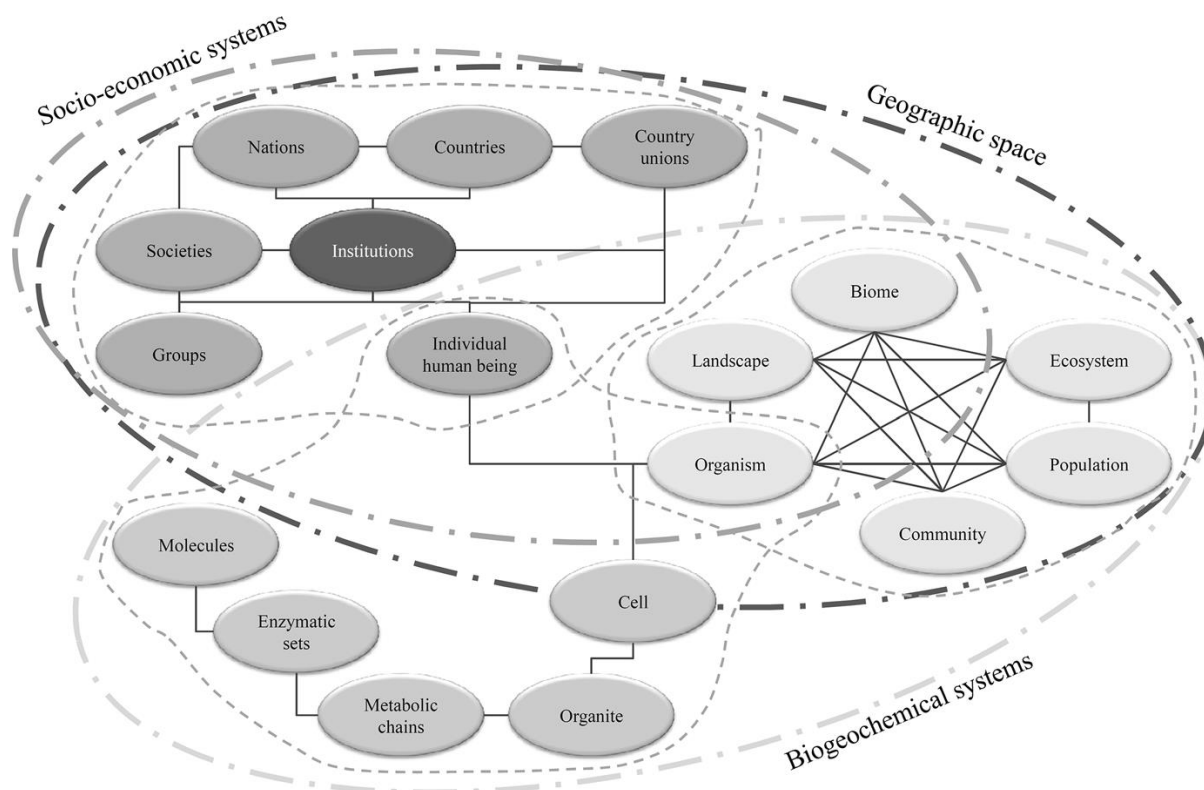 Socio-economic systems
Geographic space
Nations
Countries
Country
unions
Societies
Institutions
Groups
Individual
human being
Biome
Landscape
Ecosystem
Organism
Population
Community
Molecules
Enzymatic
sets
Metabolic
chains
Organite
Cell
Biogeochemical systems